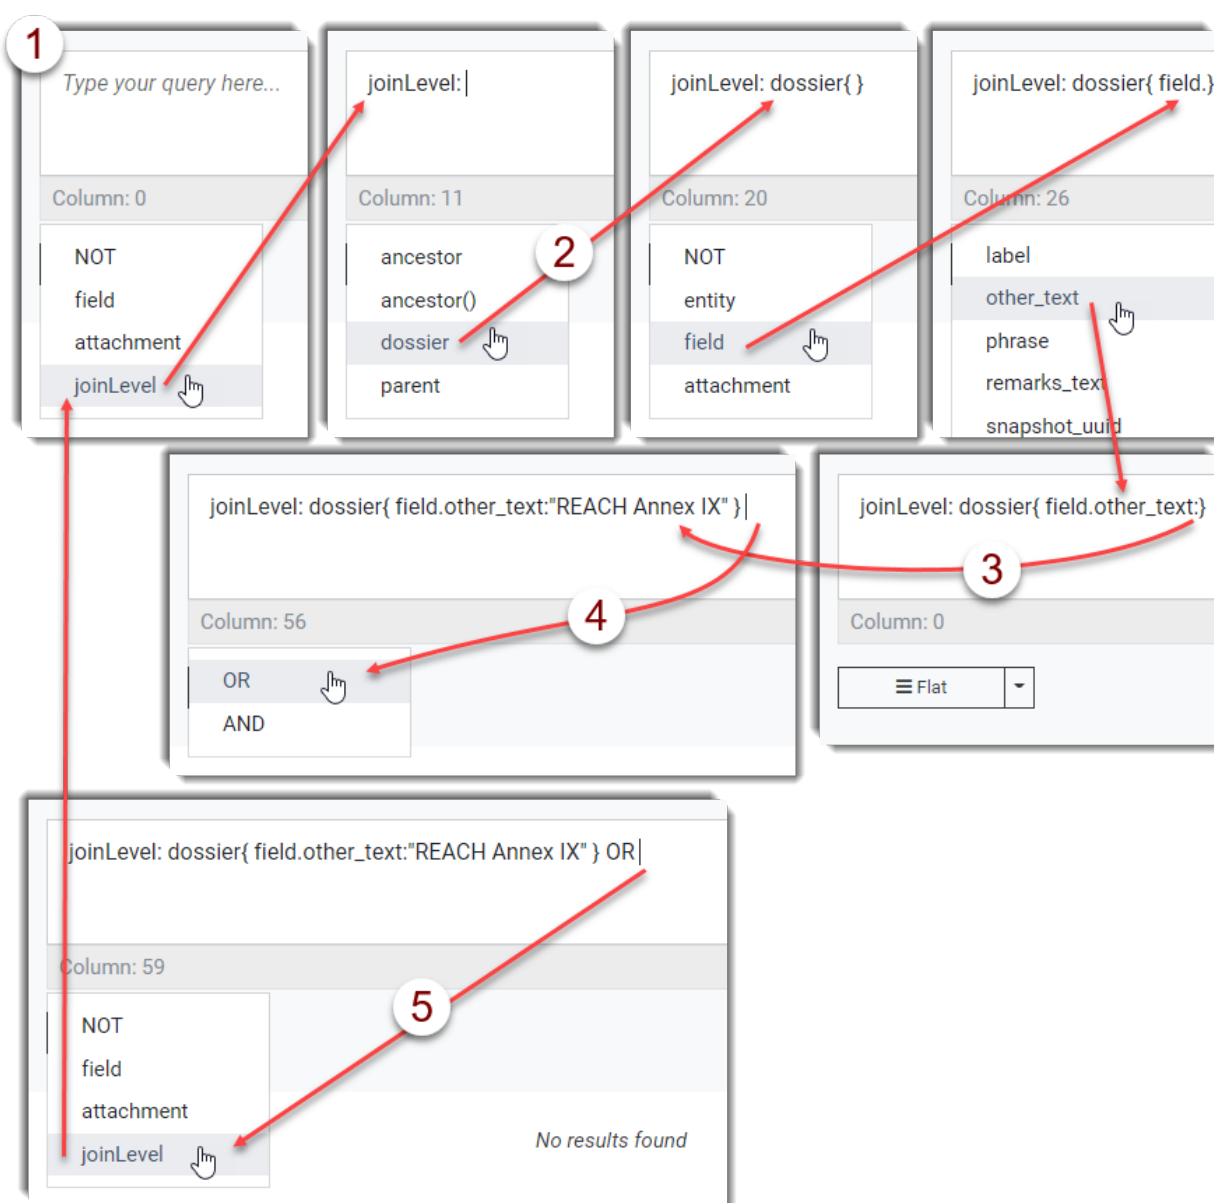 1
Type your query here...
Column: 0
NOT
field
attachment
joinLevel
joinLevel:
Column: 11
ancestor
ancestor()
dossier
parent
2
joinLevel: dossier{ }
Column: 20
NOT
entity
field
attachment
joinLevel: dossier{ field.}
Column: 26
label
other_text
phrase
remarks_text
snapshot_uuid
joinLevel: dossier{ field.other_text:}
3
Column: 0
Flat
joinLevel: dossier{ field.other_text:"REACH Annex IX" }
4
Column: 56
OR
AND
joinLevel: dossier{ field.other_text:"REACH Annex IX" } OR
Column: 59
5
NOT
field
attachment
joinLevel
No results found